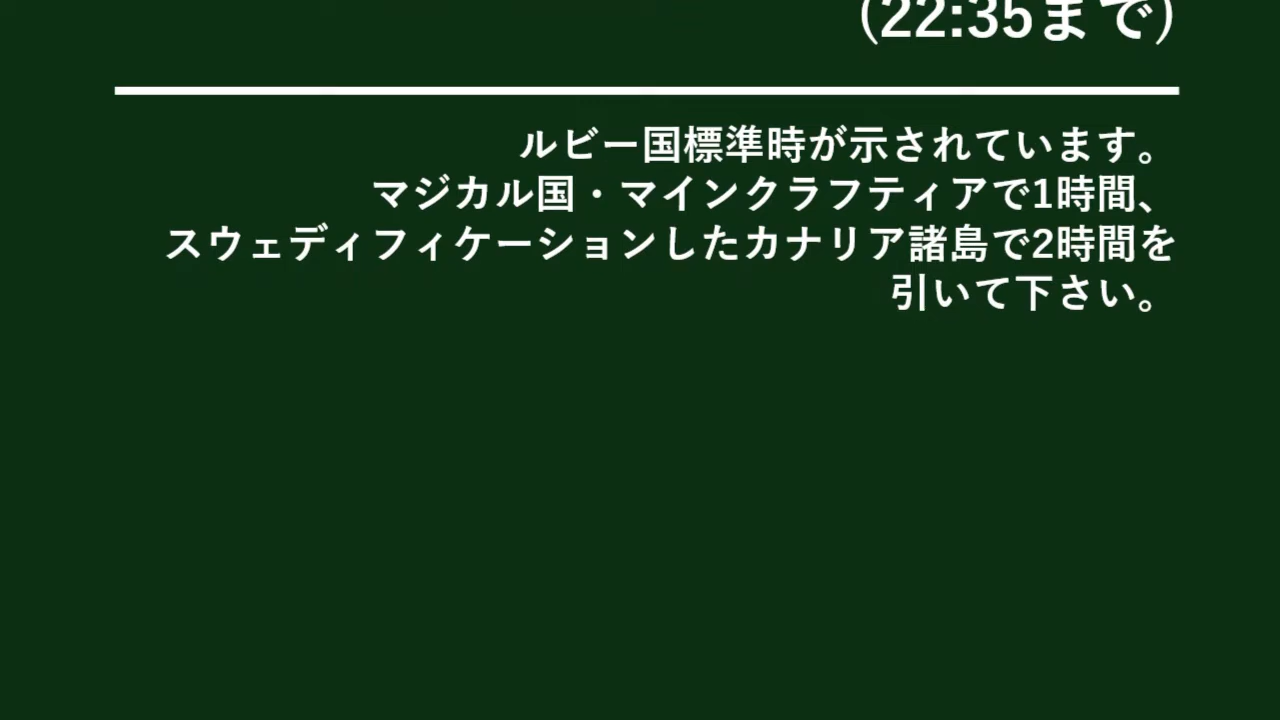 (22:35まで)
ルビー国標準時が示されています。
マジカル国・マインクラフティアで1時間、
スウェディフィケーションしたカナリア諸島で2時間を
引いて下さい。